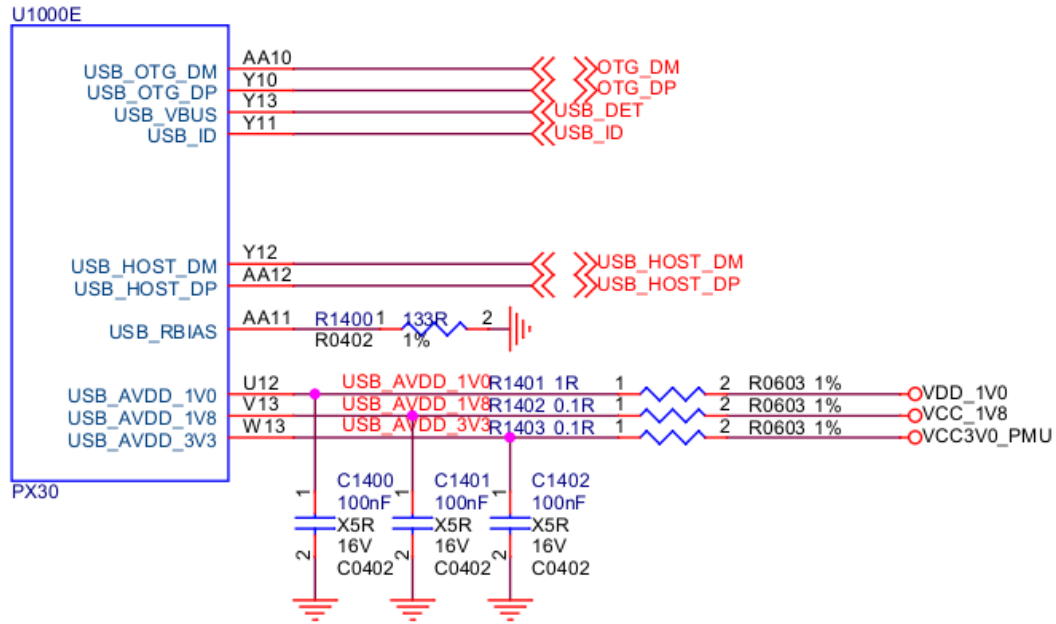 U1000E
USB_OTG_DM AA10 OTG_DM
USB_OTG_DP Y10 OTG_DP
USB_VBUS Y13 USB_DET
USB_ID Y11 USB_ID
USB_HOST_DM Y12 USB_HOST_DM
USB_HOST_DP AA12 USB_HOST_DP
USB_RBIAS AA11 R1400 1 133R 2
R0402 1%
USB_AVDD_1V0 U12 USB_AVDD_1V0 R1401 1R 1 2 R0603 1% VDD_1V0
USB_AVDD_1V8 V13 USB_AVDD_1V8 R1402 0.1R 1 2 R0603 1% VCC_1V8
USB_AVDD_3V3 W13 USB_AVDD_3V3 R1403 0.1R 1 2 R0603 1% VCC3V0_PMU
PX30
1 C1400 1 C1401 1 C1402
100nF 100nF 100nF
X5R X5R X5R
2 16V 2 16V 2 16V
C0402 C0402 C0402